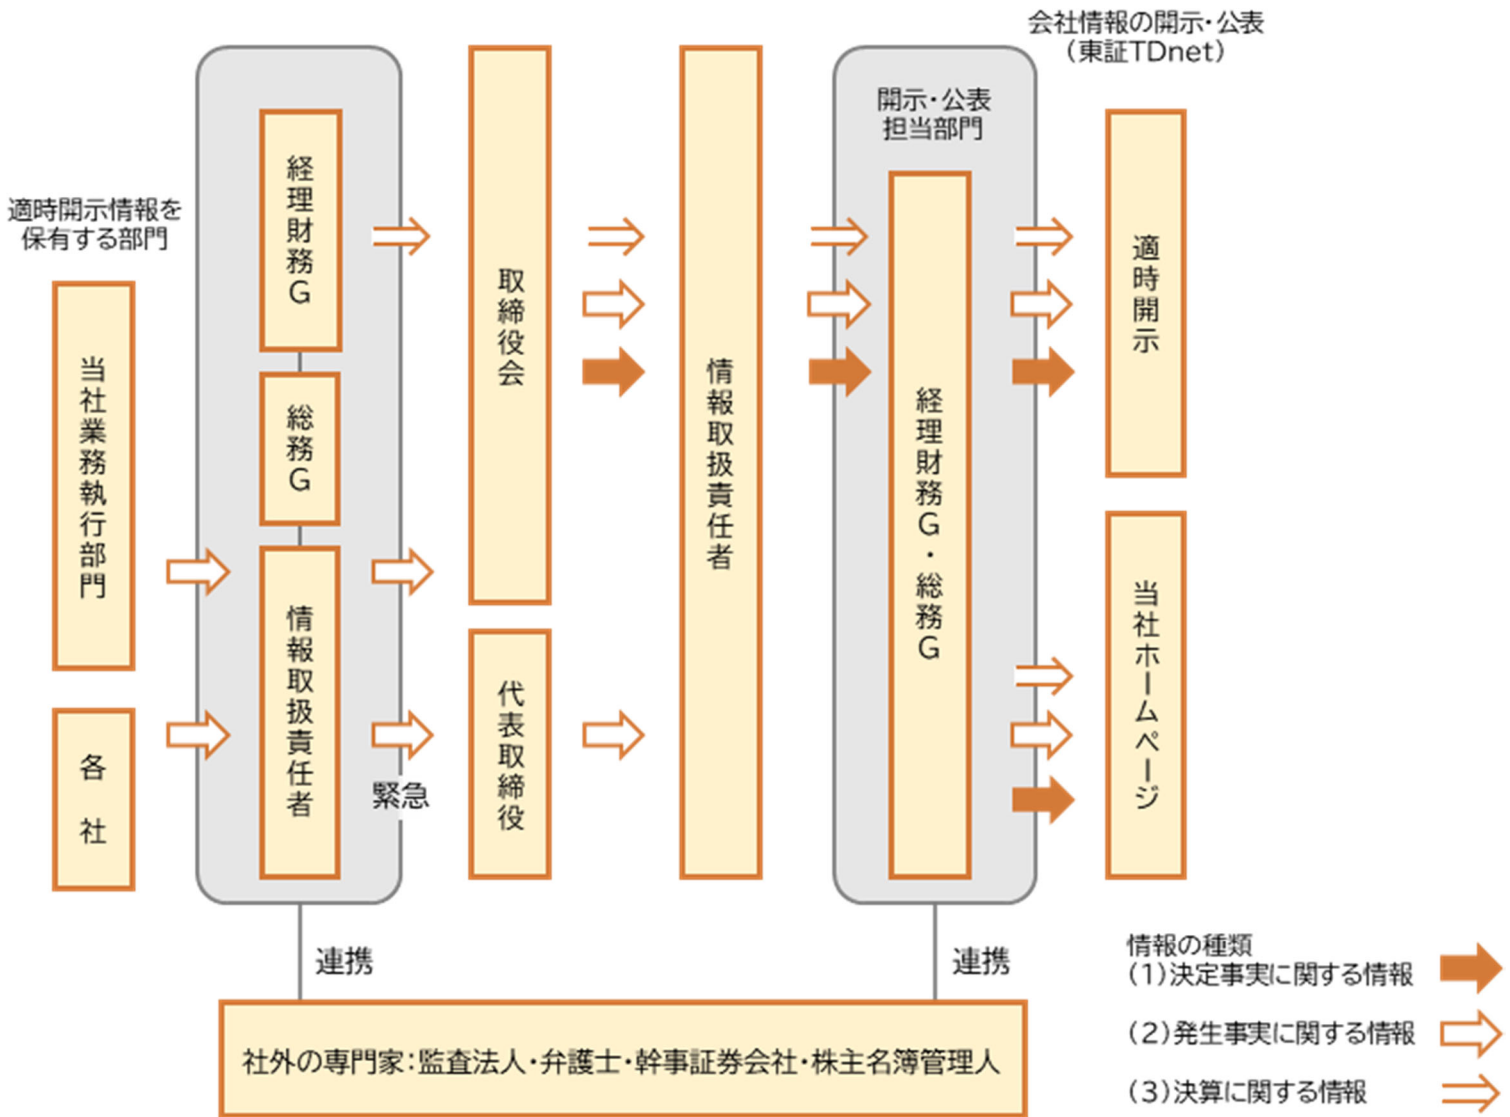 会社情報の開示・公表
(東証TDnet)
開示・公表
担当部門
適時開示情報を
保有する部門
当社業務執行部門
各社
経理財務G
総務G
情報取扱責任者
緊急
取締役会
代表取締役
情報取扱責任者
経理財務G・総務G
適時開示
当社ホームページ
連携
連携
社外の専門家:監査法人・弁護士・幹事証券会社・株主名簿管理人
情報の種類
(1)決定事実に関する情報
(2)発生事実に関する情報
(3)決算に関する情報